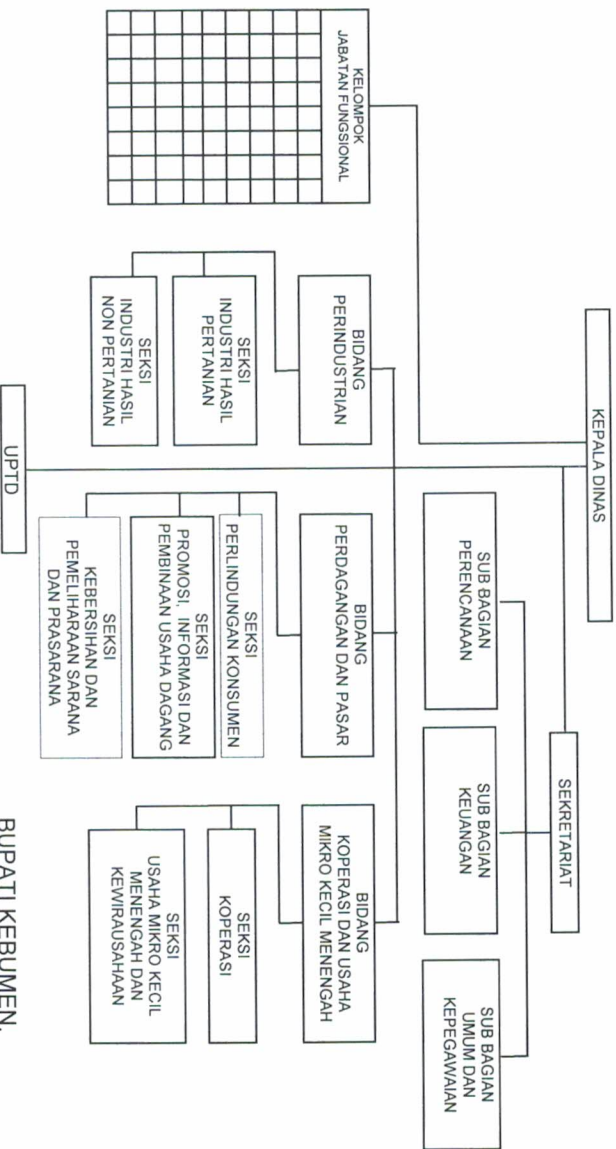 KEPALA DINAS
SEKRETARIAT
SUB BAGIAN
PERENCANAAN
SUB BAGIAN
KEUANGAN
SUB BAGIAN
UMUM DAN
KEPEGAWAIAN
KELOMPOK
JABATAN FUNGSIONAL
BIDANG
PERINDUSTRIAN
SEKSI
INDUSTRI HASIL
PERTANIAN
SEKSI
INDUSTRI HASIL
NON PERTANIAN
BIDANG
PERDAGANGAN DAN PASAR
SEKSI
PERLINDUNGAN KONSUMEN
SEKSI
PROMOSI, INFORMASI DAN
PEMBINAAN USAHA DAGANG
SEKSI
KEBERSIHAN DAN
PEMELIHARAAN SARANA
DAN PRASARANA
BIDANG
KOPERASI DAN USAHA
MIKRO KECIL MENENGAH
SEKSI
KOPERASI
SEKSI
USAHA MIKRO KECIL
MENENGAH DAN
KEWIRAUSAHAAN
UPTD
BUPATI KEBUMEN,